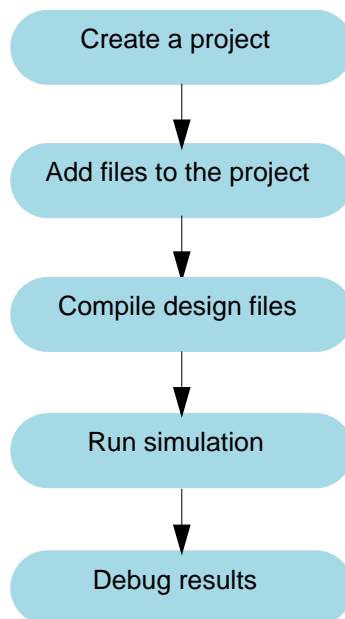 Create a project
Add files to the project
Compile design files
Run simulation
Debug results